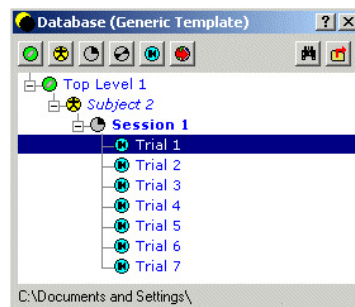 Database (Generic Template)
Top Level 1
Subject 2
Session 1
Trial 1
Trial 2
Trial 3
Trial 4
Trial 5
Trial 6
Trial 7
C:\Documents and Settings\